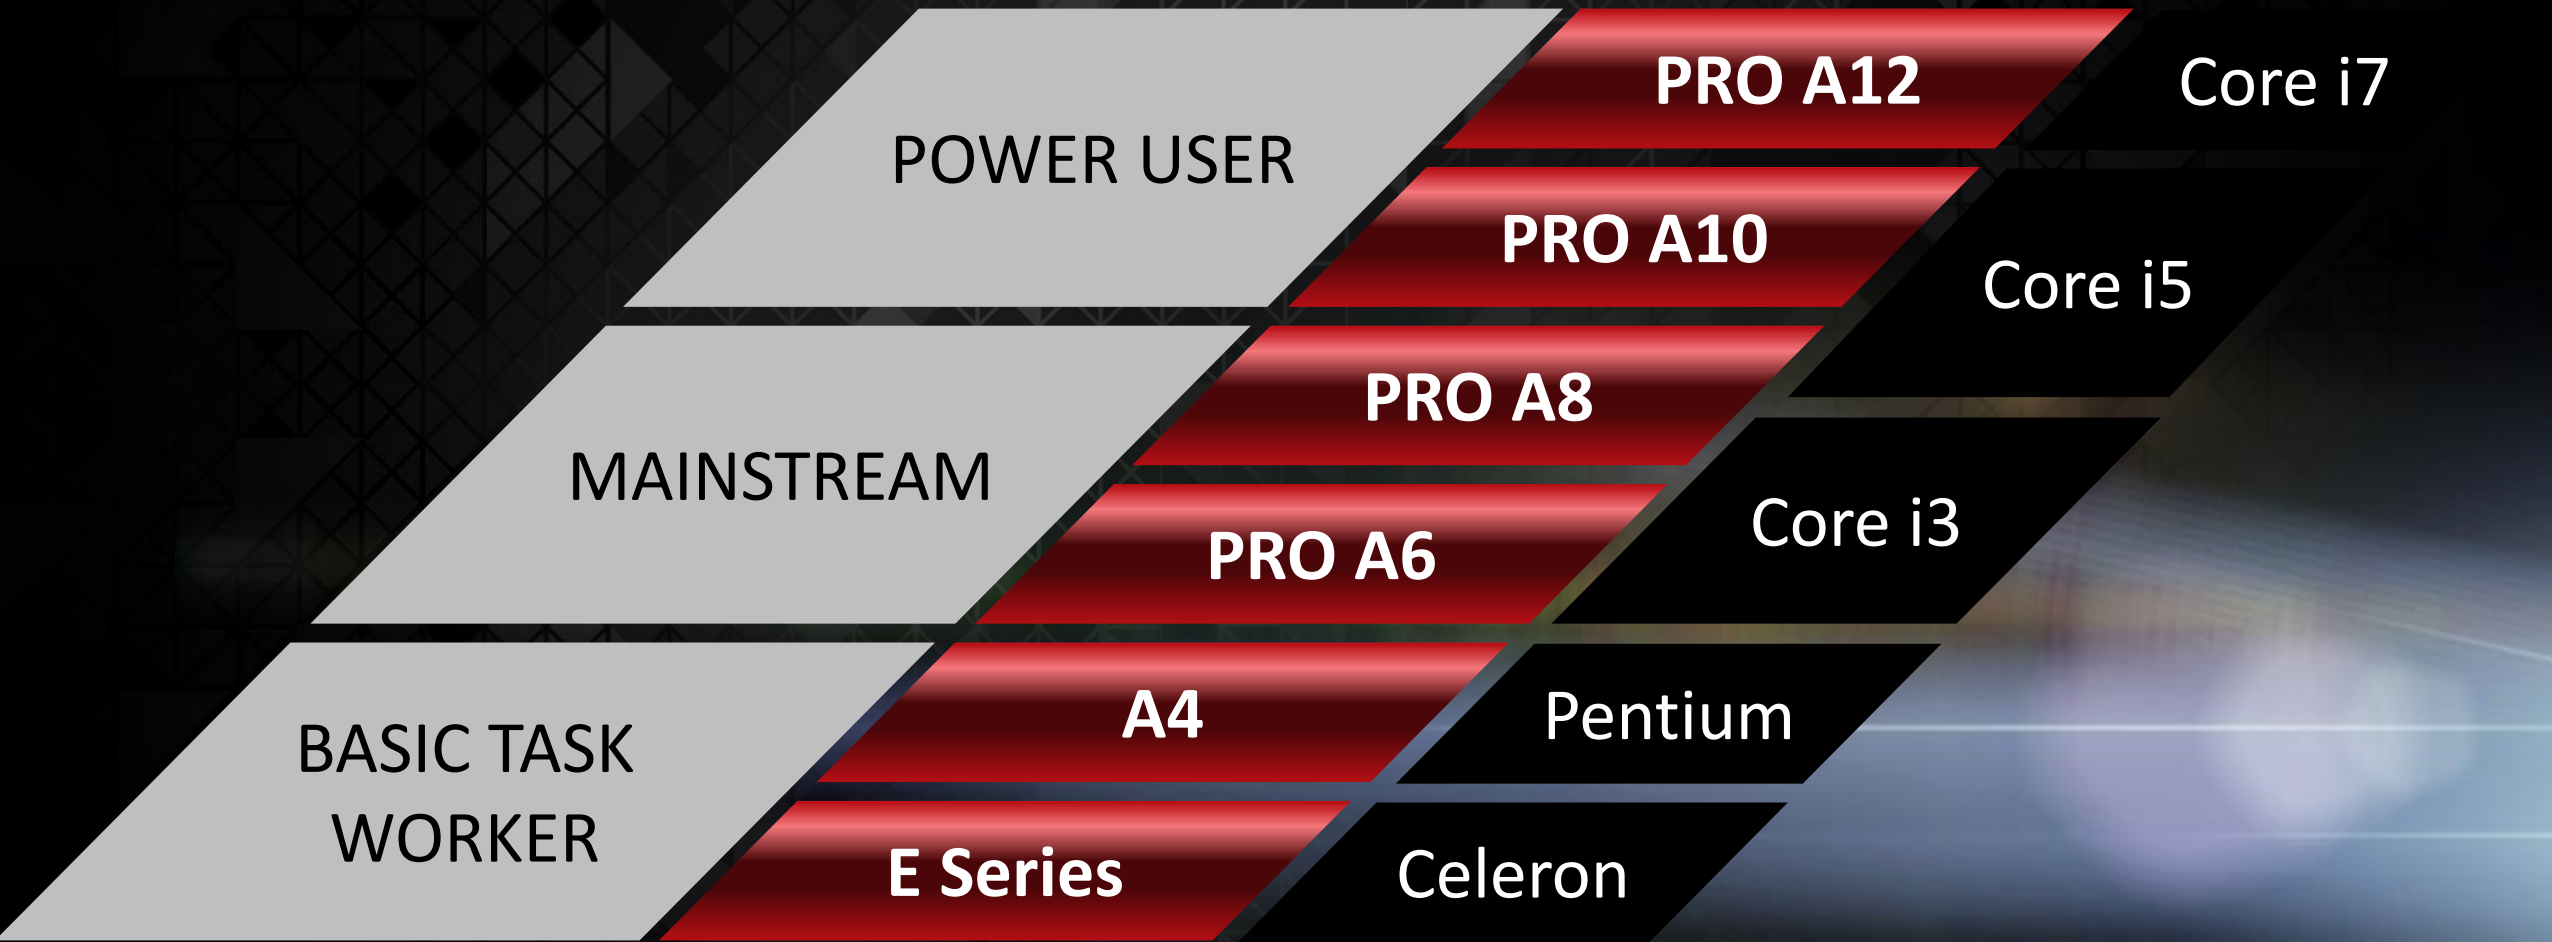 POWER USER
PRO A12
Core i7
PRO A10
Core i5
MAINSTREAM
PRO A8
PRO A6
Core i3
BASIC TASK
WORKER
A4
Pentium
E Series
Celeron